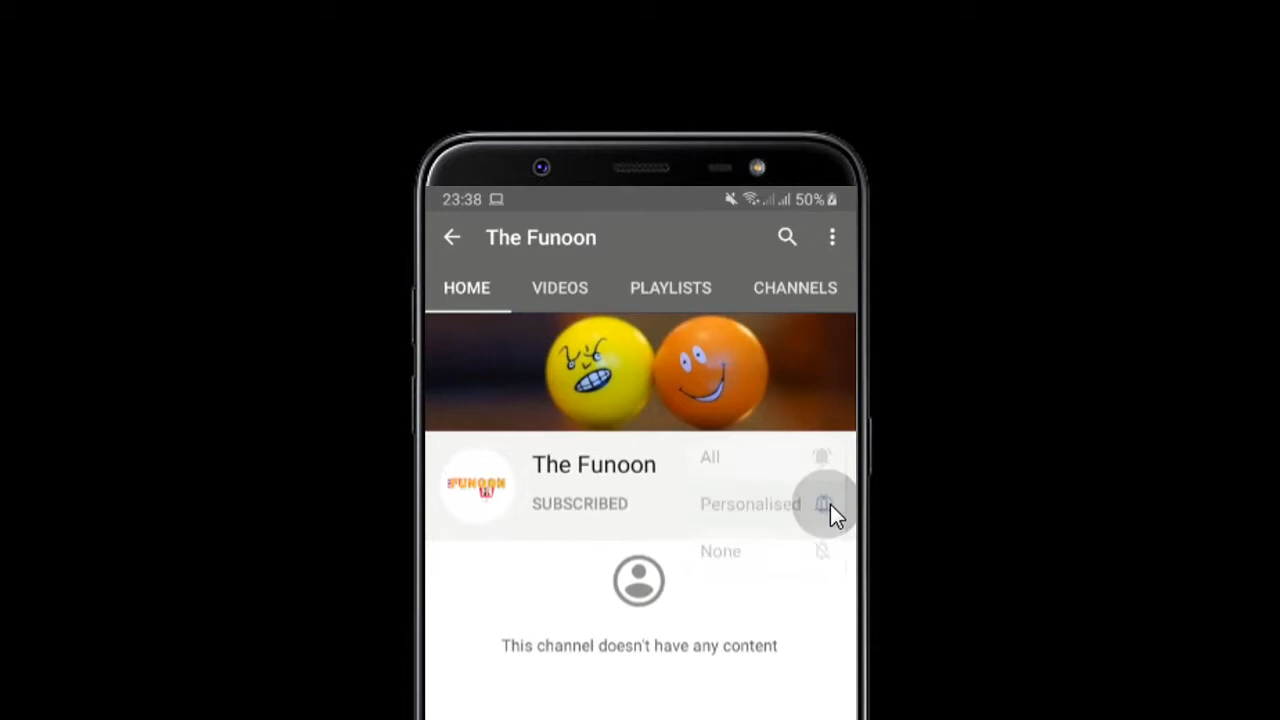 23:38 50%
The Funoon
HOME VIDEOS PLAYLISTS CHANNELS
The Funoon
All
FUNOON
SUBSCRIBED
Personalised
None
This channel doesn't have any content